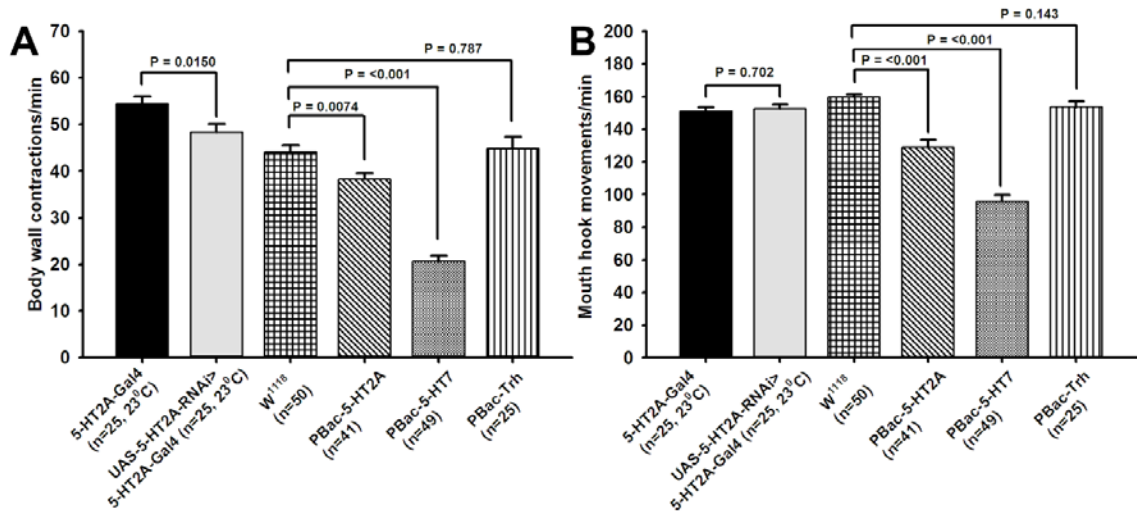 A
Body wall contractions/min
70
60
50
40
30
20
10
0
P = 0.0150
P = 0.787
P = <0.001
P = 0.0074
5-HT2A-Gal4
(n=25, 23⁰C)
UAS-5-HT2A-RNAi>
5-HT2A-Gal4 (n=25, 23⁰C)
W¹¹¹⁸
(n=50)
PBac-5-HT2A
(n=41)
PBac-5-HT7
(n=49)
PBac-Trh
(n=25)
B
Mouth hook movements/min
200
180
160
140
120
100
80
60
40
20
0
P = 0.702
P = 0.143
P = <0.001
P = <0.001
5-HT2A-Gal4
(n=25, 23⁰C)
UAS-5-HT2A-RNAi>
5-HT2A-Gal4 (n=25, 23⁰C)
W¹¹¹⁸
(n=50)
PBac-5-HT2A
(n=41)
PBac-5-HT7
(n=49)
PBac-Trh
(n=25)